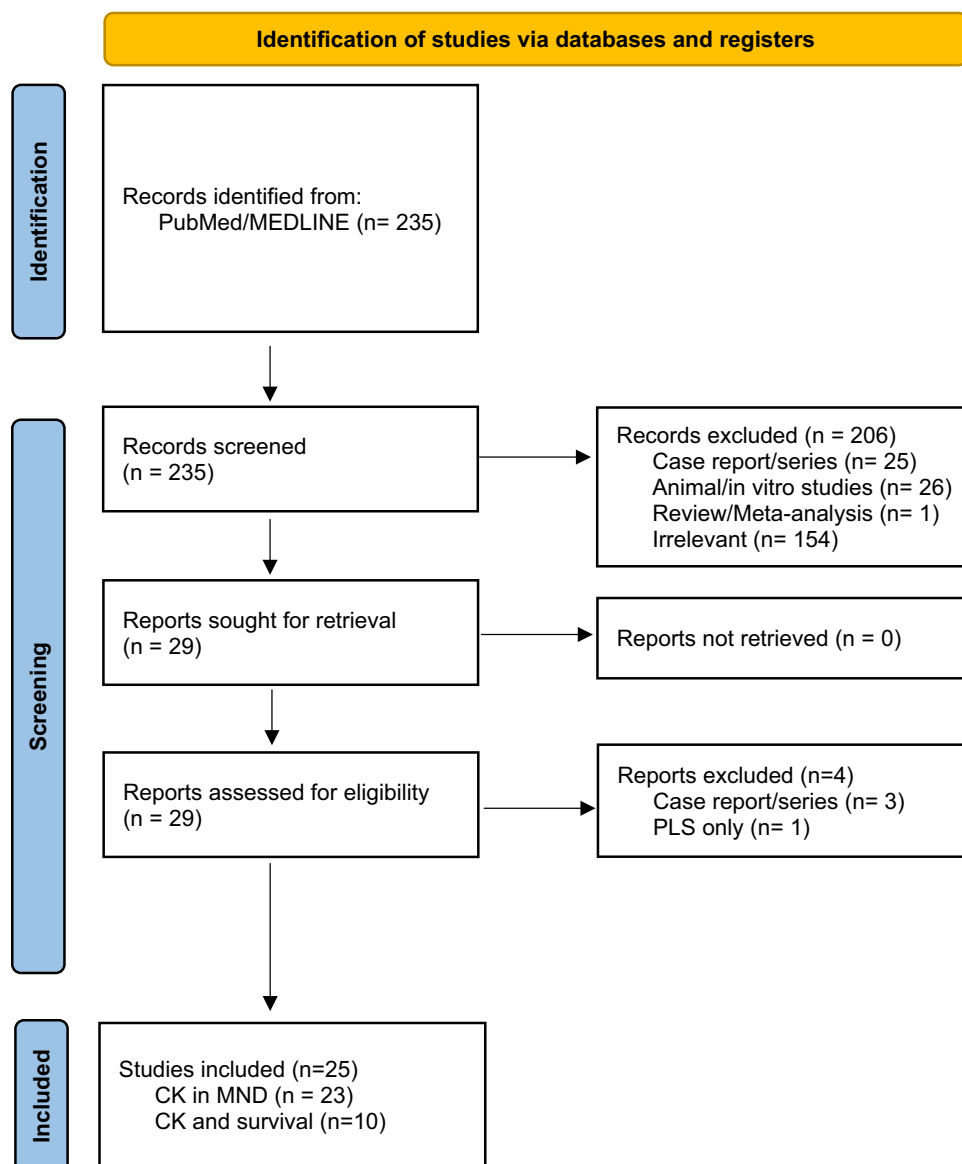 Identification of studies via databases and registers
Identification
Records identified from:
PubMed/MEDLINE (n= 235)
Screening
Records screened
(n = 235)
Records excluded (n = 206)
Case report/series (n= 25)
Animal/in vitro studies (n= 26)
Review/Meta-analysis (n= 1)
Irrelevant (n= 154)
Reports sought for retrieval
(n = 29)
Reports not retrieved (n = 0)
Reports assessed for eligibility
(n = 29)
Reports excluded (n=4)
Case report/series (n= 3)
PLS only (n= 1)
Included
Studies included (n=25)
CK in MND (n = 23)
CK and survival (n=10)